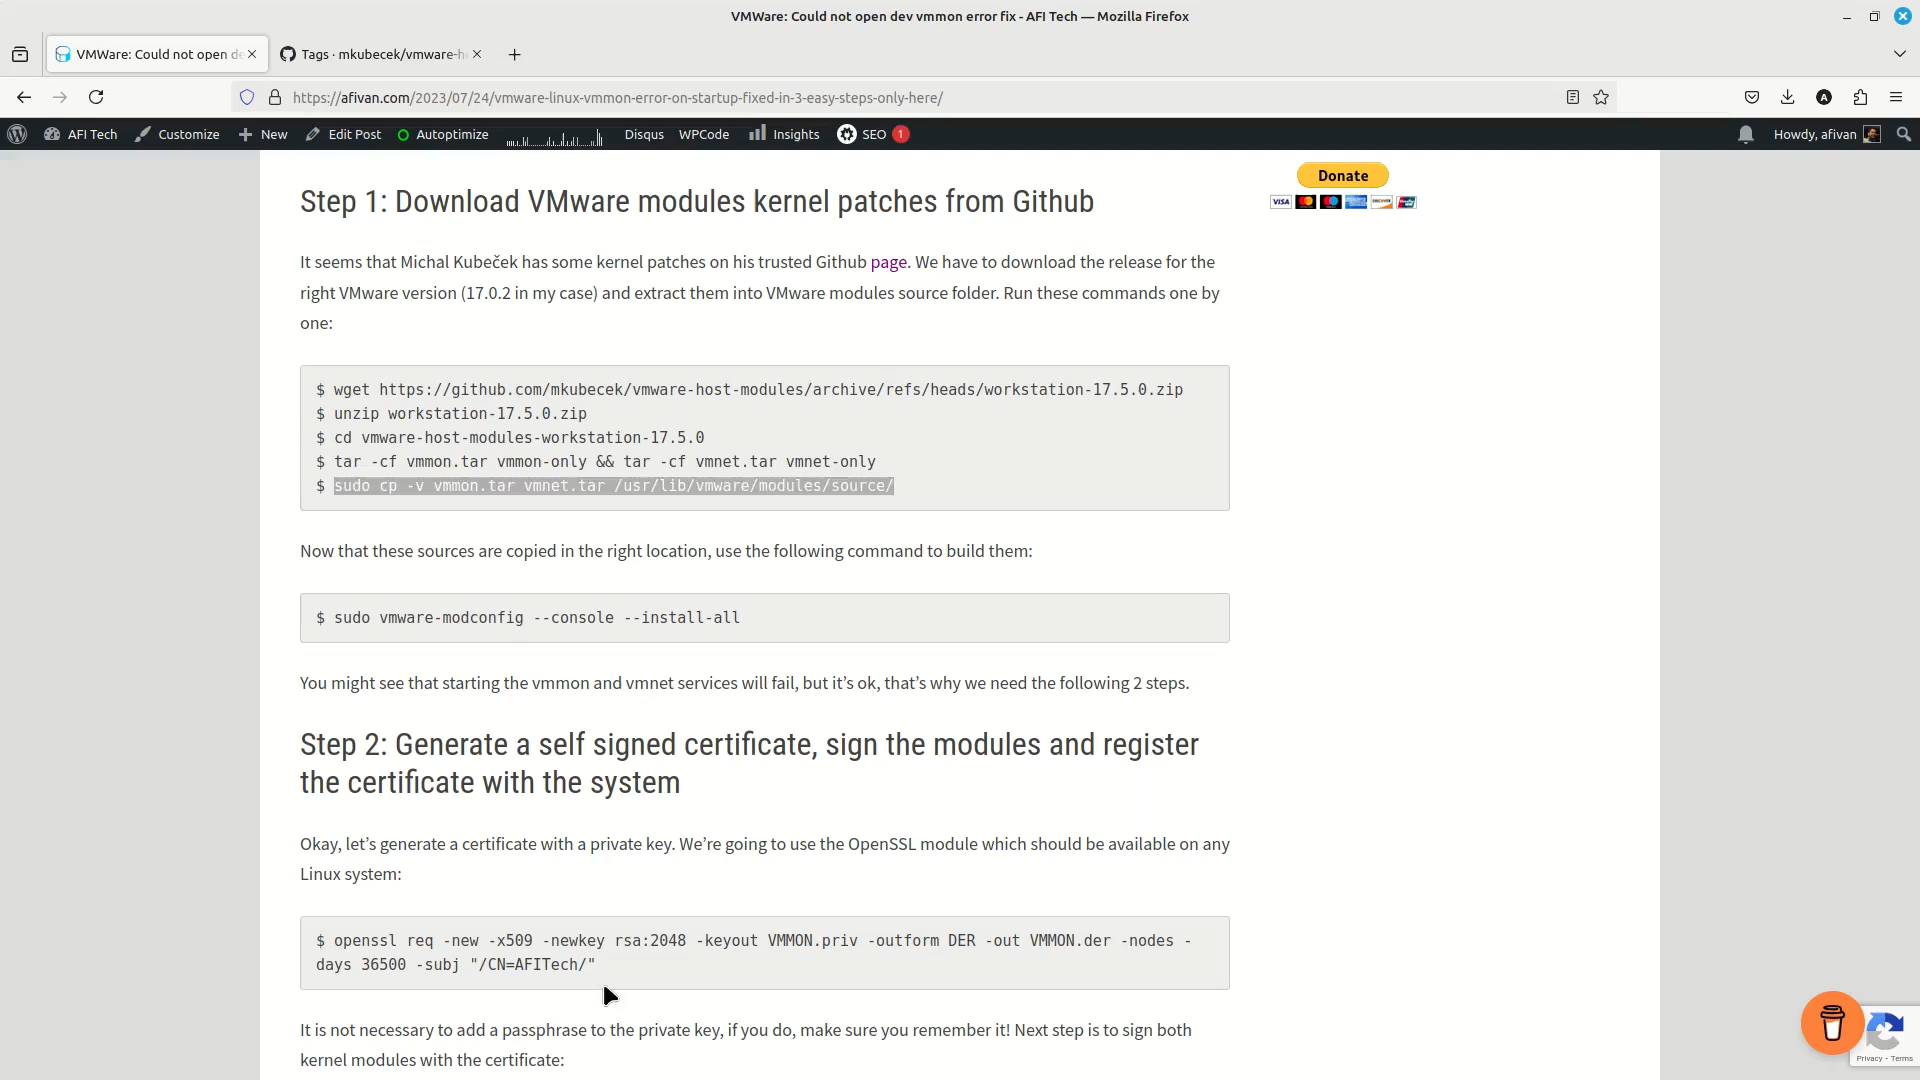 VMWare: Could not open dev vmmon error fix - AFI Tech — Mozilla Firefox
VMWare: Could not open de
Tags · mkubecek/vmware-h
https://afivan.com/2023/07/24/vmware-linux-vmmon-error-on-startup-fixed-in-3-easy-steps-only-here/
AFI Tech Customize New Edit Post Autoptimize Disqus WPCode Insights SEO 1 Howdy, afivan
Donate
VISA DISCOVER
Step 1: Download VMware modules kernel patches from Github
It seems that Michal Kubeček has some kernel patches on his trusted Github page. We have to download the release for the
right VMware version (17.0.2 in my case) and extract them into VMware modules source folder. Run these commands one by
one:
$ wget https://github.com/mkubecek/vmware-host-modules/archive/refs/heads/workstation-17.5.0.zip
$ unzip workstation-17.5.0.zip
$ cd vmware-host-modules-workstation-17.5.0
$ tar -cf vmmon.tar vmmon-only && tar -cf vmnet.tar vmnet-only
$ sudo cp -v vmmon.tar vmnet.tar /usr/lib/vmware/modules/source/
Now that these sources are copied in the right location, use the following command to build them:
$ sudo vmware-modconfig --console --install-all
You might see that starting the vmmon and vmnet services will fail, but it’s ok, that’s why we need the following 2 steps.
Step 2: Generate a self signed certificate, sign the modules and register
the certificate with the system
Okay, let’s generate a certificate with a private key. We’re going to use the OpenSSL module which should be available on any
Linux system:
$ openssl req -new -x509 -newkey rsa:2048 -keyout VMMON.priv -outform DER -out VMMON.der -nodes -
days 36500 -subj "/CN=AFITech/"
It is not necessary to add a passphrase to the private key, if you do, make sure you remember it! Next step is to sign both
kernel modules with the certificate:
Privacy - Terms